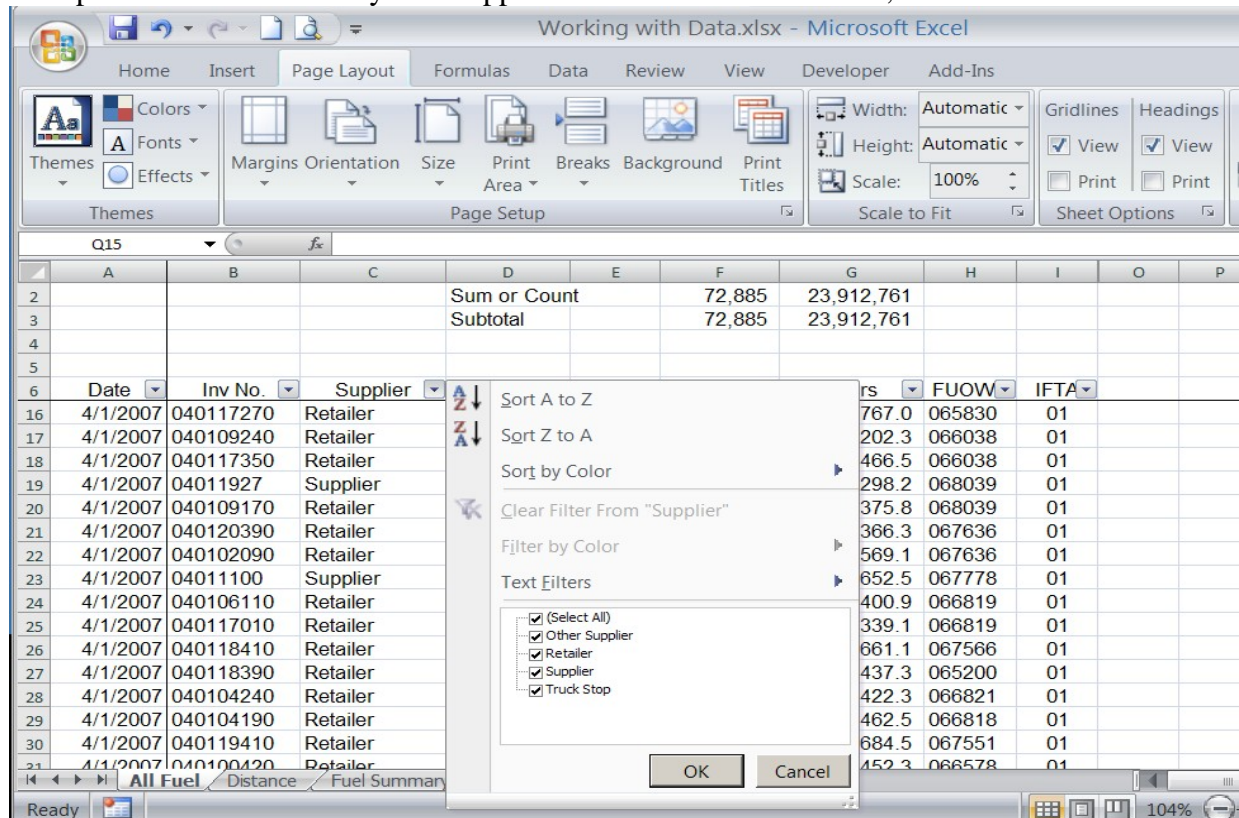 Working with Data.xlsx - Microsoft Excel
Home Insert Page Layout Formulas Data Review View Developer Add-Ins
Themes Colors Fonts Effects Margins Orientation Size Print Area Breaks Background Print Titles Width: Automatic Height: Automatic Scale: 100% Gridlines View Print Headings View Print
Themes Page Setup Scale to Fit Sheet Options
Q15 fx
A B C D E F G H I O P
2 Sum or Count 72,885 23,912,761
3 Subtotal 72,885 23,912,761
4
5
6 Date Inv No. Supplier rs FUOW IFTA
16 4/1/2007 040117270 Retailer 767.0 065830 01
17 4/1/2007 040109240 Retailer 202.3 066038 01
18 4/1/2007 040117350 Retailer 466.5 066038 01
19 4/1/2007 04011927 Supplier 298.2 068039 01
20 4/1/2007 040109170 Retailer 375.8 068039 01
21 4/1/2007 040120390 Retailer 366.3 067636 01
22 4/1/2007 040102090 Retailer 569.1 067636 01
23 4/1/2007 04011100 Supplier 652.5 067778 01
24 4/1/2007 040106110 Retailer 400.9 066819 01
25 4/1/2007 040117010 Retailer 339.1 066819 01
26 4/1/2007 040118410 Retailer 661.1 067566 01
27 4/1/2007 040118390 Retailer 437.3 065200 01
28 4/1/2007 040104240 Retailer 422.3 066821 01
29 4/1/2007 040104190 Retailer 462.5 066818 01
30 4/1/2007 040119410 Retailer 684.5 067551 01
31 4/1/2007 040100420 Retailer 452.3 066578 01
Sort A to Z
Sort Z to A
Sort by Color
Clear Filter From "Supplier"
Filter by Color
Text Filters
(Select All)
Other Supplier
Retailer
Supplier
Truck Stop
OK Cancel
All Fuel Distance Fuel Summary
Ready 104%